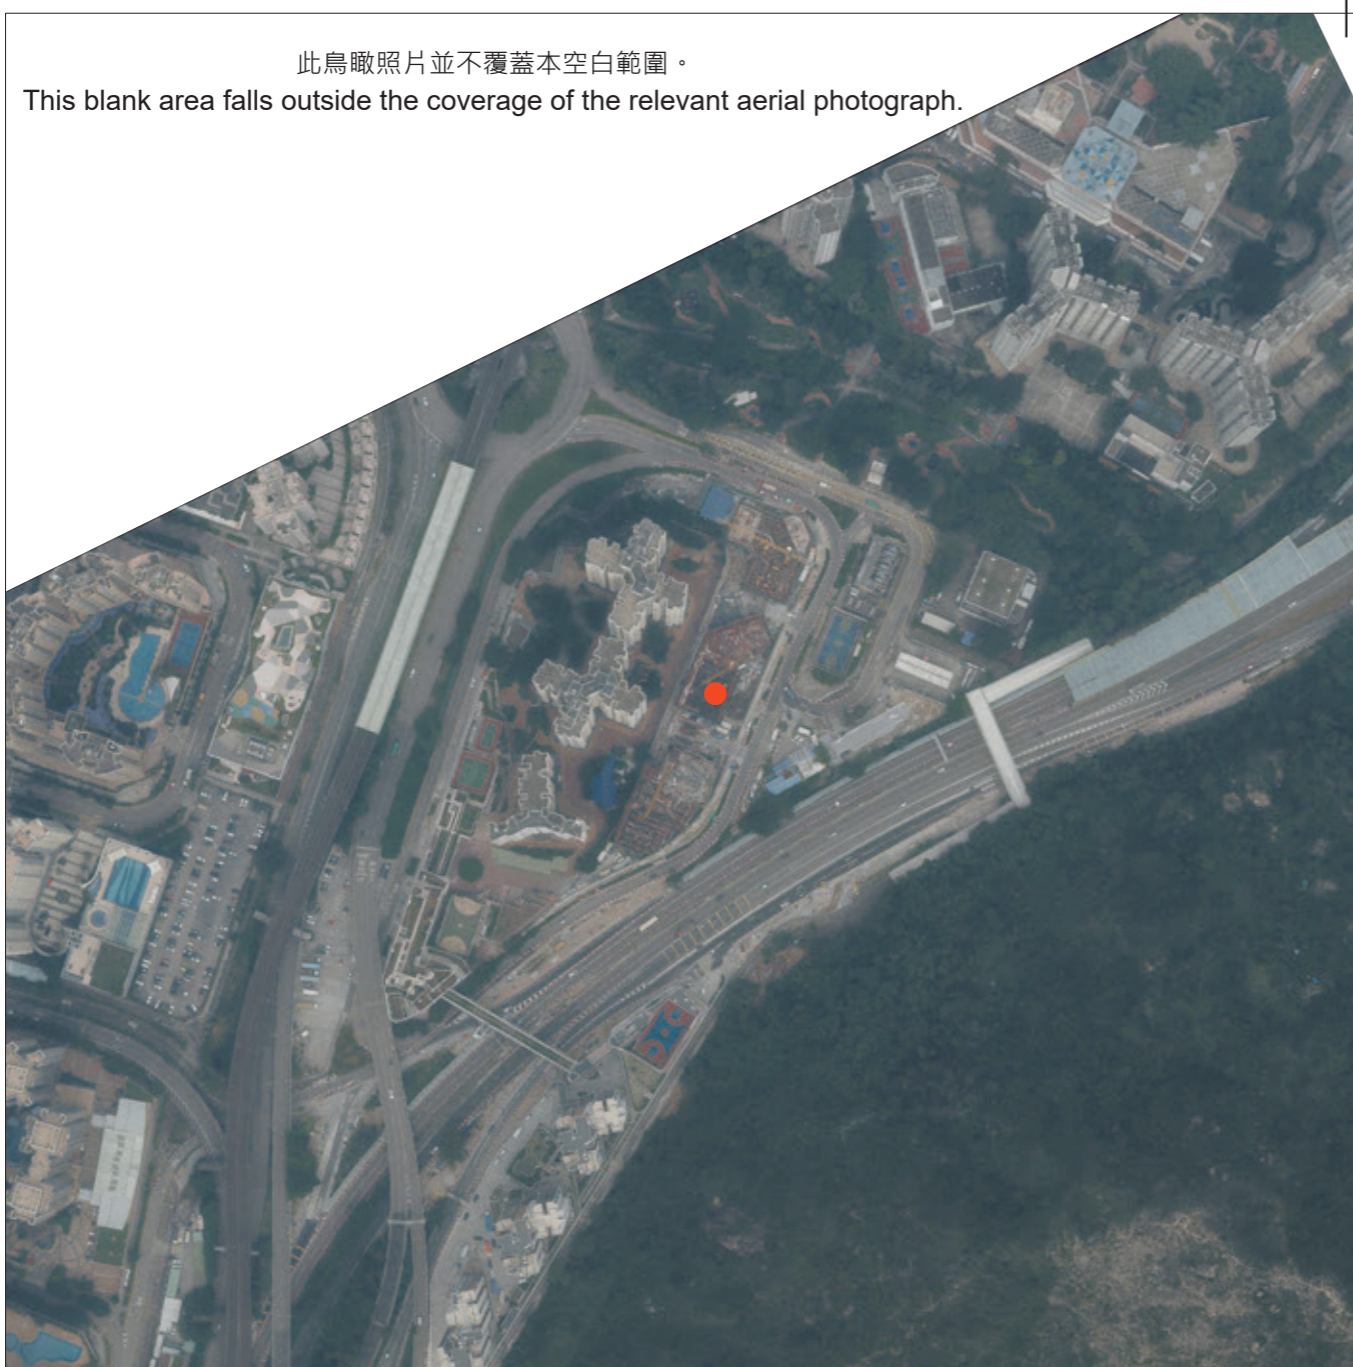 此鳥瞰照片並不覆蓋本空白範圍。
This blank area falls outside the coverage of the relevant aerial photograph.